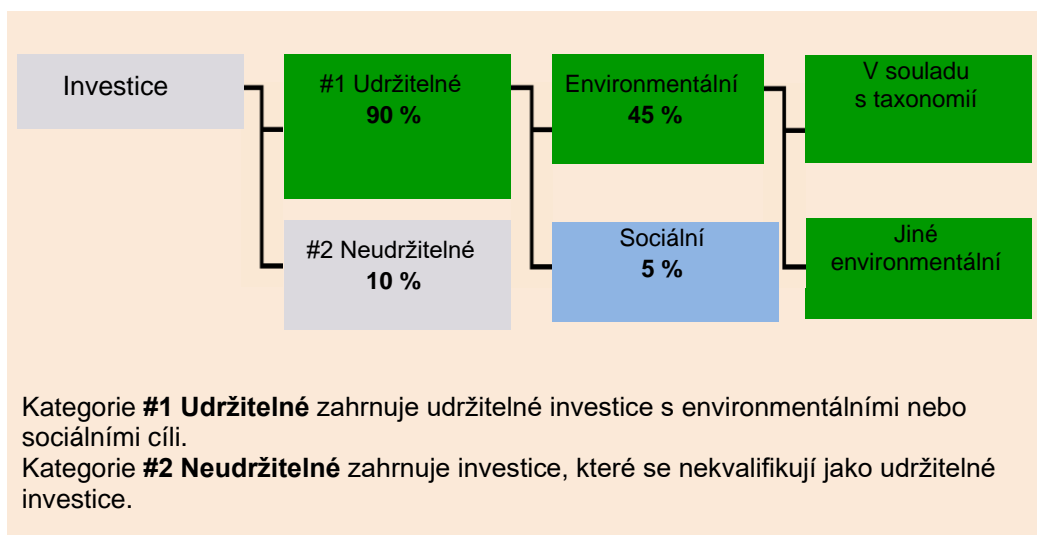 Investice
#1 Udržitelné
90 %
Environmentální
45 %
V souladu
s taxonomií
#2 Neudržitelné
10 %
Sociální
5 %
Jiné
environmentální
Kategorie #1 Udržitelné zahrnuje udržitelné investice s environmentálními nebo
sociálními cíli.
Kategorie #2 Neudržitelné zahrnuje investice, které se nekvalifikují jako udržitelné
investice.